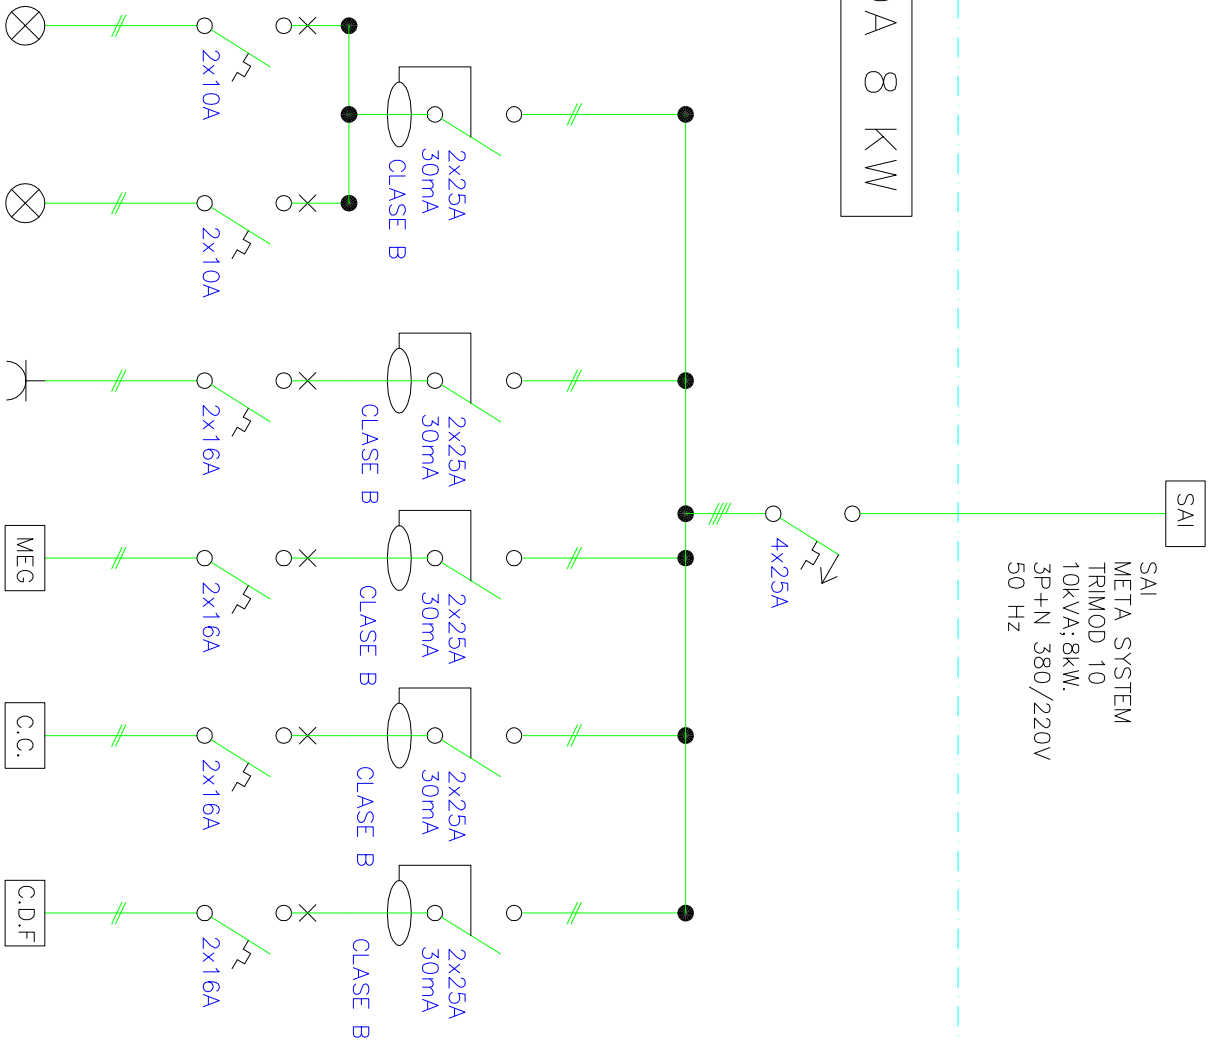 SAI
SAI
META SYSTEM
TRIMOD 10
10kVA;8kW.
3P+N 380/220V
50 Hz
8 KW
4x25A
2x25A
30mA
CLASE B
2x25A
30mA
CLASE B
2x25A
30mA
CLASE B
2x25A
30mA
CLASE B
2x25A
30mA
CLASE B
2x10A
2x10A
2x16A
2x16A
2x16A
2x16A
MEG
C.C.
C.D.F